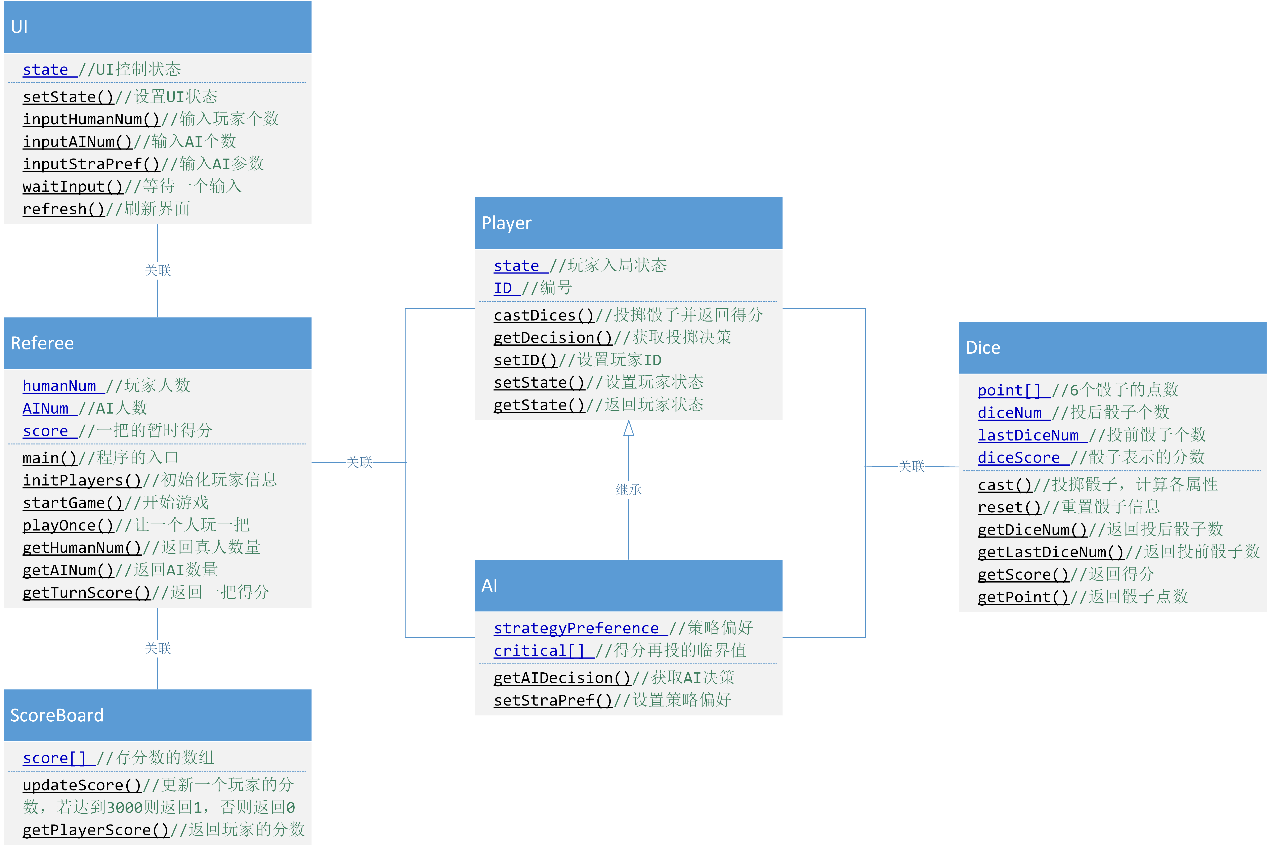 UI
state //UI控制状态
setState()//设置UI状态
inputHumanNum()//输入玩家个数
inputAINum()//输入AI个数
inputStraPref()//输入AI参数
waitInput()//等待一个输入
refresh()//刷新界面
关联
Referee
humanNum //玩家人数
AINum //AI人数
score //一把的暂时得分
main()//程序的入口
initPlayers()//初始化玩家信息
startGame()//开始游戏
playOnce()//让一个人玩一把
getHumanNum()//返回真人数量
getAINum()//返回AI数量
getTurnScore()//返回一把得分
关联
ScoreBoard
score[] //存分数的数组
updateScore()//更新一个玩家的分
数，若达到3000则返回1，否则返回0
getPlayerScore()//返回玩家的分数
关联
Player
state //玩家入局状态
ID //编号
castDices()//投掷骰子并返回得分
getDecision()//获取投掷决策
setID()//设置玩家ID
setState()//设置玩家状态
getState()//返回玩家状态
继承
AI
strategyPreference //策略偏好
critical[] //得分再投的临界值
getAIDecision()//获取AI决策
setStraPref()//设置策略偏好
关联
Dice
point[] //6个骰子的点数
diceNum //投后骰子个数
lastDiceNum //投前骰子个数
diceScore //骰子表示的分数
cast()//投掷骰子，计算各属性
reset()//重置骰子信息
getDiceNum()//返回投后骰子数
getLastDiceNum()//返回投前骰子数
getScore()//返回得分
getPoint()//返回骰子点数